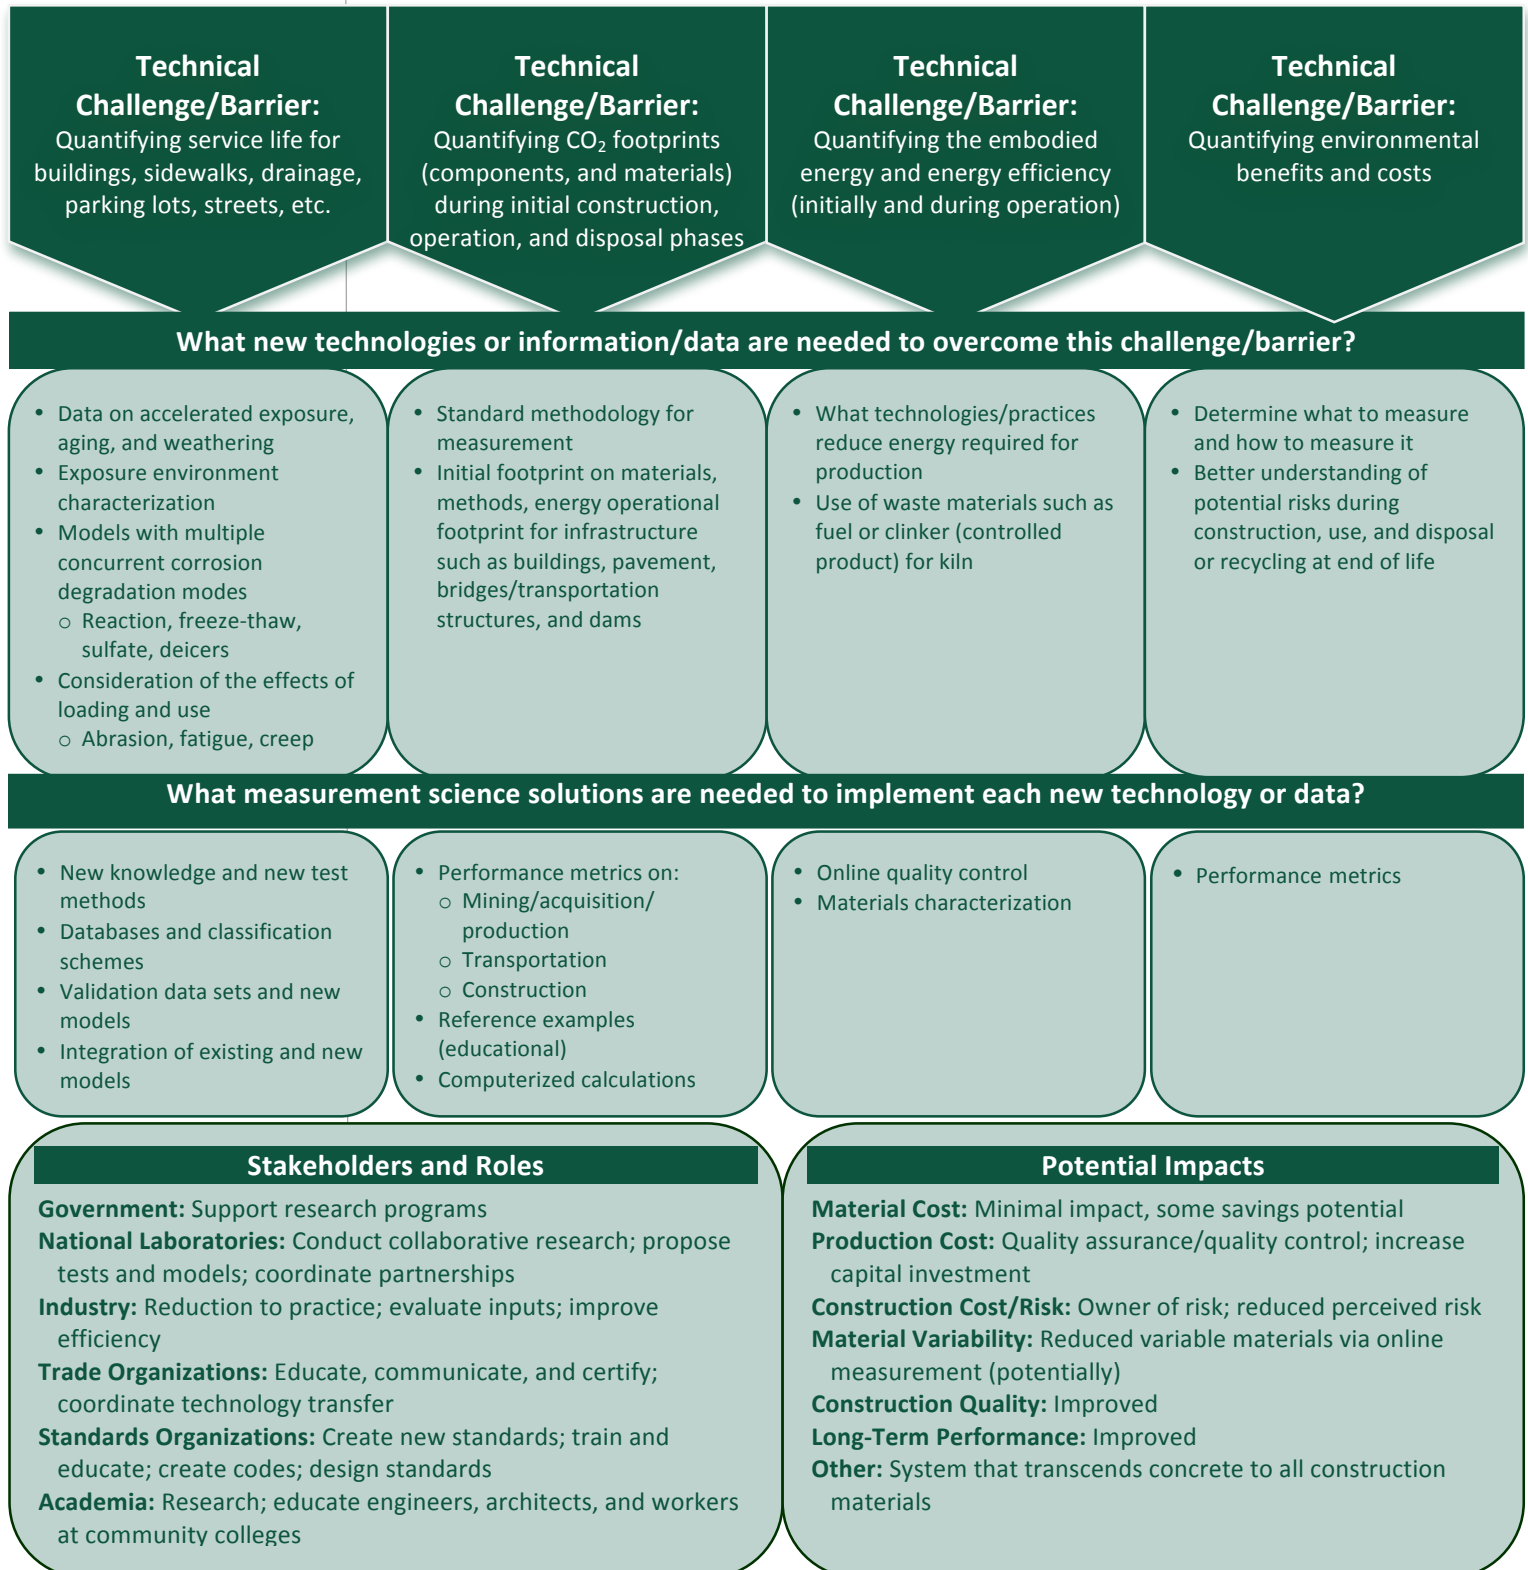 Technical
Challenge/Barrier:
Quantifying service life for
buildings, sidewalks, drainage,
parking lots, streets, etc.
Technical
Challenge/Barrier:
Quantifying CO₂ footprints
(components, and materials)
during initial construction,
operation, and disposal phases
Technical
Challenge/Barrier:
Quantifying the embodied
energy and energy efficiency
(initially and during operation)
Technical
Challenge/Barrier:
Quantifying environmental
benefits and costs
What new technologies or information/data are needed to overcome this challenge/barrier?
• Data on accelerated exposure,
aging, and weathering
• Exposure environment
characterization
• Models with multiple
concurrent corrosion
degradation modes
o Reaction, freeze-thaw,
sulfate, deicers
• Consideration of the effects of
loading and use
o Abrasion, fatigue, creep
• Standard methodology for
measurement
• Initial footprint on materials,
methods, energy operational
footprint for infrastructure
such as buildings, pavement,
bridges/transportation
structures, and dams
• What technologies/practices
reduce energy required for
production
• Use of waste materials such as
fuel or clinker (controlled
product) for kiln
• Determine what to measure
and how to measure it
• Better understanding of
potential risks during
construction, use, and disposal
or recycling at end of life
What measurement science solutions are needed to implement each new technology or data?
• New knowledge and new test
methods
• Databases and classification
schemes
• Validation data sets and new
models
• Integration of existing and new
models
• Performance metrics on:
o Mining/acquisition/
production
o Transportation
o Construction
• Reference examples
(educational)
• Computerized calculations
• Online quality control
• Materials characterization
• Performance metrics
Stakeholders and Roles
Government: Support research programs
National Laboratories: Conduct collaborative research; propose
tests and models; coordinate partnerships
Industry: Reduction to practice; evaluate inputs; improve
efficiency
Trade Organizations: Educate, communicate, and certify;
coordinate technology transfer
Standards Organizations: Create new standards; train and
educate; create codes; design standards
Academia: Research; educate engineers, architects, and workers
at community colleges
Potential Impacts
Material Cost: Minimal impact, some savings potential
Production Cost: Quality assurance/quality control; increase
capital investment
Construction Cost/Risk: Owner of risk; reduced perceived risk
Material Variability: Reduced variable materials via online
measurement (potentially)
Construction Quality: Improved
Long-Term Performance: Improved
Other: System that transcends concrete to all construction
materials